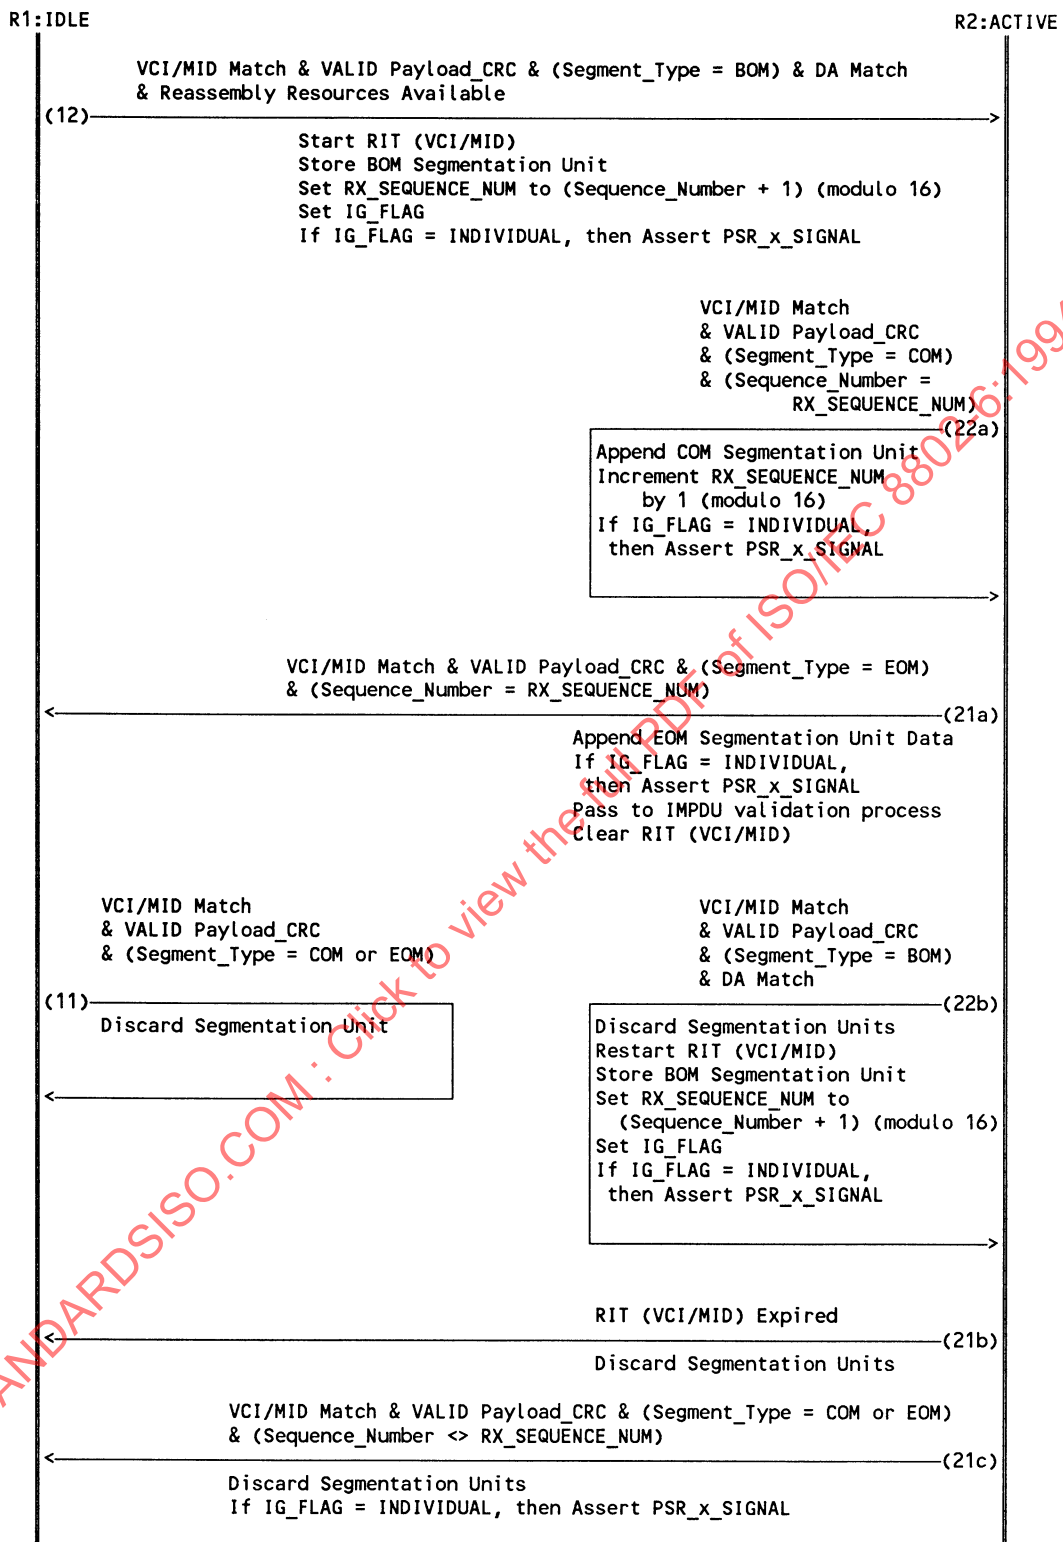 R1:IDLE
R2:ACTIVE
VCI/MID Match & VALID Payload_CRC & (Segment_Type = BOM) & DA Match
& Reassembly Resources Available
(12)
Start RIT (VCI/MID)
Store BOM Segmentation Unit
Set RX_SEQUENCE_NUM to (Sequence_Number + 1) (modulo 16)
Set IG_FLAG
If IG_FLAG = INDIVIDUAL, then Assert PSR_x_SIGNAL
VCI/MID Match
& VALID Payload_CRC
& (Segment_Type = COM)
& (Sequence_Number =
RX_SEQUENCE_NUM)
(22a)
Append COM Segmentation Unit
Increment RX_SEQUENCE_NUM
by 1 (modulo 16)
If IG_FLAG = INDIVIDUAL,
then Assert PSR_x_SIGNAL
VCI/MID Match & VALID Payload_CRC & (Segment_Type = EOM)
& (Sequence_Number = RX_SEQUENCE_NUM)
(21a)
Append EOM Segmentation Unit Data
If IG_FLAG = INDIVIDUAL,
then Assert PSR_x_SIGNAL
Pass to IMPDU validation process
Clear RIT (VCI/MID)
VCI/MID Match
& VALID Payload_CRC
& (Segment_Type = COM or EOM)
(11)
Discard Segmentation Unit
VCI/MID Match
& VALID Payload_CRC
& (Segment_Type = BOM)
& DA Match
(22b)
Discard Segmentation Units
Restart RIT (VCI/MID)
Store BOM Segmentation Unit
Set RX_SEQUENCE_NUM to
(Sequence_Number + 1) (modulo 16)
Set IG_FLAG
If IG_FLAG = INDIVIDUAL,
then Assert PSR_x_SIGNAL
RIT (VCI/MID) Expired
(21b)
Discard Segmentation Units
VCI/MID Match & VALID Payload_CRC & (Segment_Type = COM or EOM)
& (Sequence_Number <> RX_SEQUENCE_NUM)
(21c)
Discard Segmentation Units
If IG_FLAG = INDIVIDUAL, then Assert PSR_x_SIGNAL
ANDARDSISO.COM : Click to view the full PDF of ISO/IEC 8802-6:1994